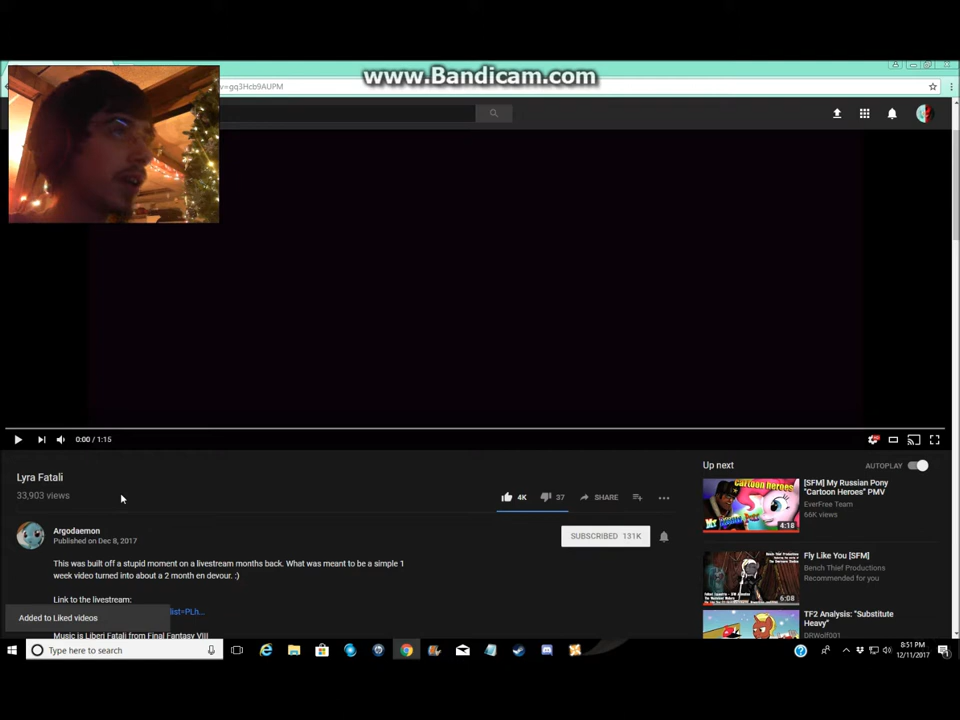 www.Bandicam.com
v=gq3Hcb9AUPM
0:00 / 1:15
Lyra Fatali
33,903 views
4K
37
SHARE
Argodaemon
Published on Dec 8, 2017
SUBSCRIBED 131K
This was built off a stupid moment on a livestream months back. What was meant to be a simple 1
week video turned into about a 2 month en devour. :)
Link to the livestream:
list=PLh...
Added to Liked videos
Music is Liberi Fatali from Final Fantasy VIII
Up next
AUTOPLAY
[SFM] My Russian Pony
"Cartoon Heroes" PMV
EverFree Team
66K views
CARTOON
HEROES
4:18
Fly Like You [SFM]
Bench Thief Productions
Recommended for you
6:08
TF2 Analysis: "Substitute
Heavy"
DRWolf001
Type here to search
8:51 PM
12/11/2017